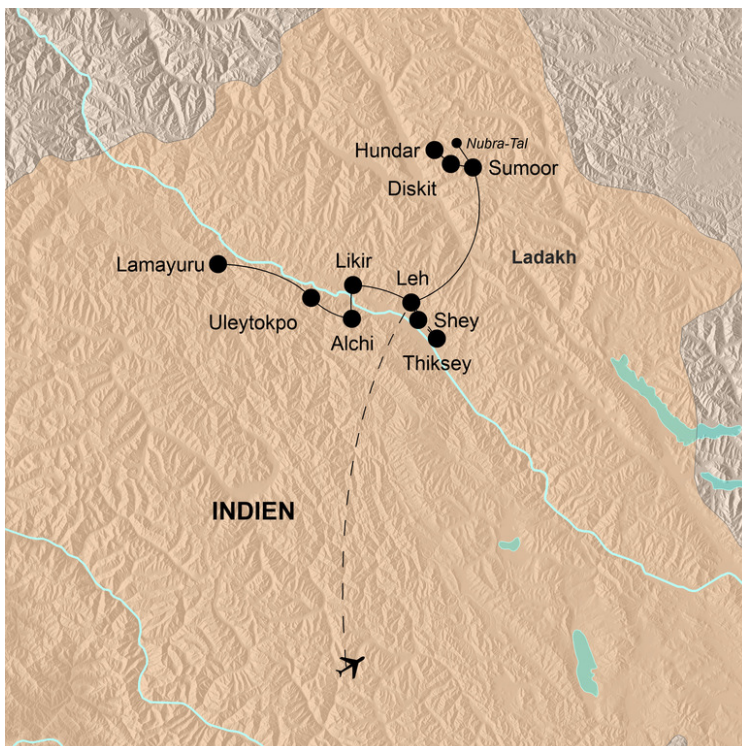 Nubra-Tal
Hundar
Sumoor
Diskit
Ladakh
Likir
Lamayuru
Leh
Uleytokpo
Shey
Alchi
Thiksey
INDIEN